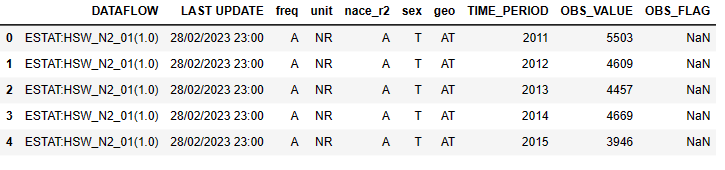 DATAFLOW LAST UPDATE freq unit nace_r2 sex geo TIME_PERIOD OBS_VALUE OBS_FLAG
0 ESTAT:HSW_N2_01(1.0) 28/02/2023 23:00 A NR A T AT 2011 5503 NaN
1 ESTAT:HSW_N2_01(1.0) 28/02/2023 23:00 A NR A T AT 2012 4609 NaN
2 ESTAT:HSW_N2_01(1.0) 28/02/2023 23:00 A NR A T AT 2013 4457 NaN
3 ESTAT:HSW_N2_01(1.0) 28/02/2023 23:00 A NR A T AT 2014 4669 NaN
4 ESTAT:HSW_N2_01(1.0) 28/02/2023 23:00 A NR A T AT 2015 3946 NaN